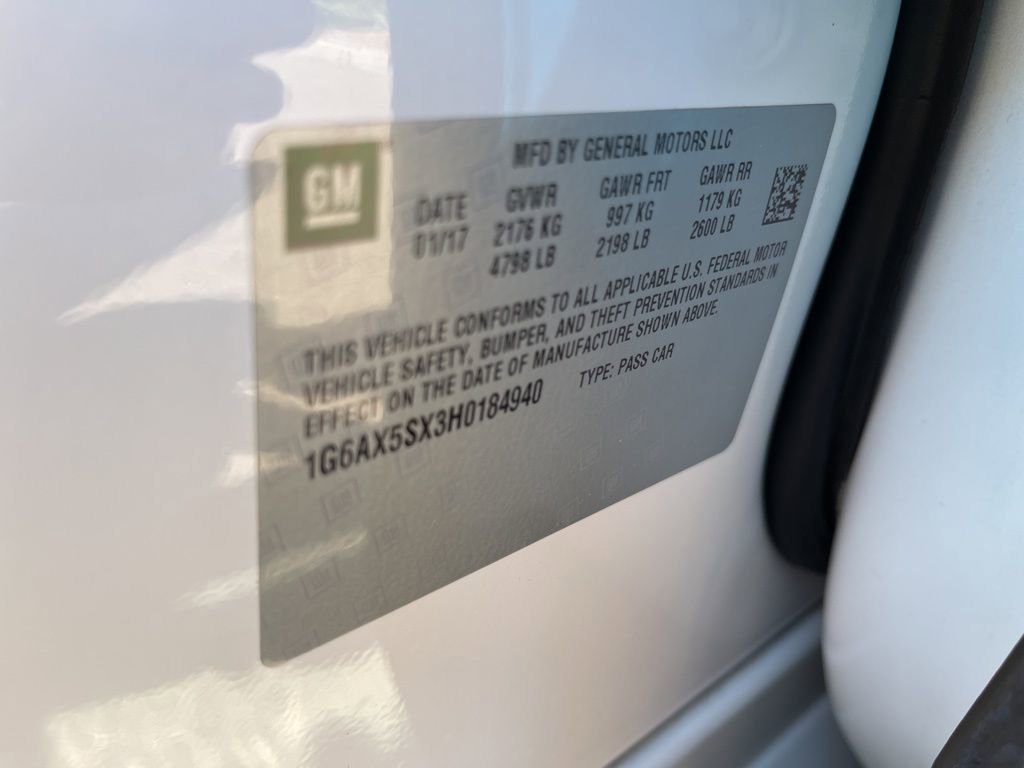 GM
MFD BY GENERAL MOTORS LLC
DATE GVWR GAWR FRT GAWR RR
01/17 2176 KG 997 KG 1179 KG
4798 LB 2198 LB 2600 LB
THIS VEHICLE CONFORMS TO ALL APPLICABLE U.S. FEDERAL MOTOR
VEHICLE SAFETY, BUMPER, AND THEFT PREVENTION STANDARDS IN
EFFECT ON THE DATE OF MANUFACTURE SHOWN ABOVE.
1G6AX5SX3H0184940 TYPE: PASS CAR